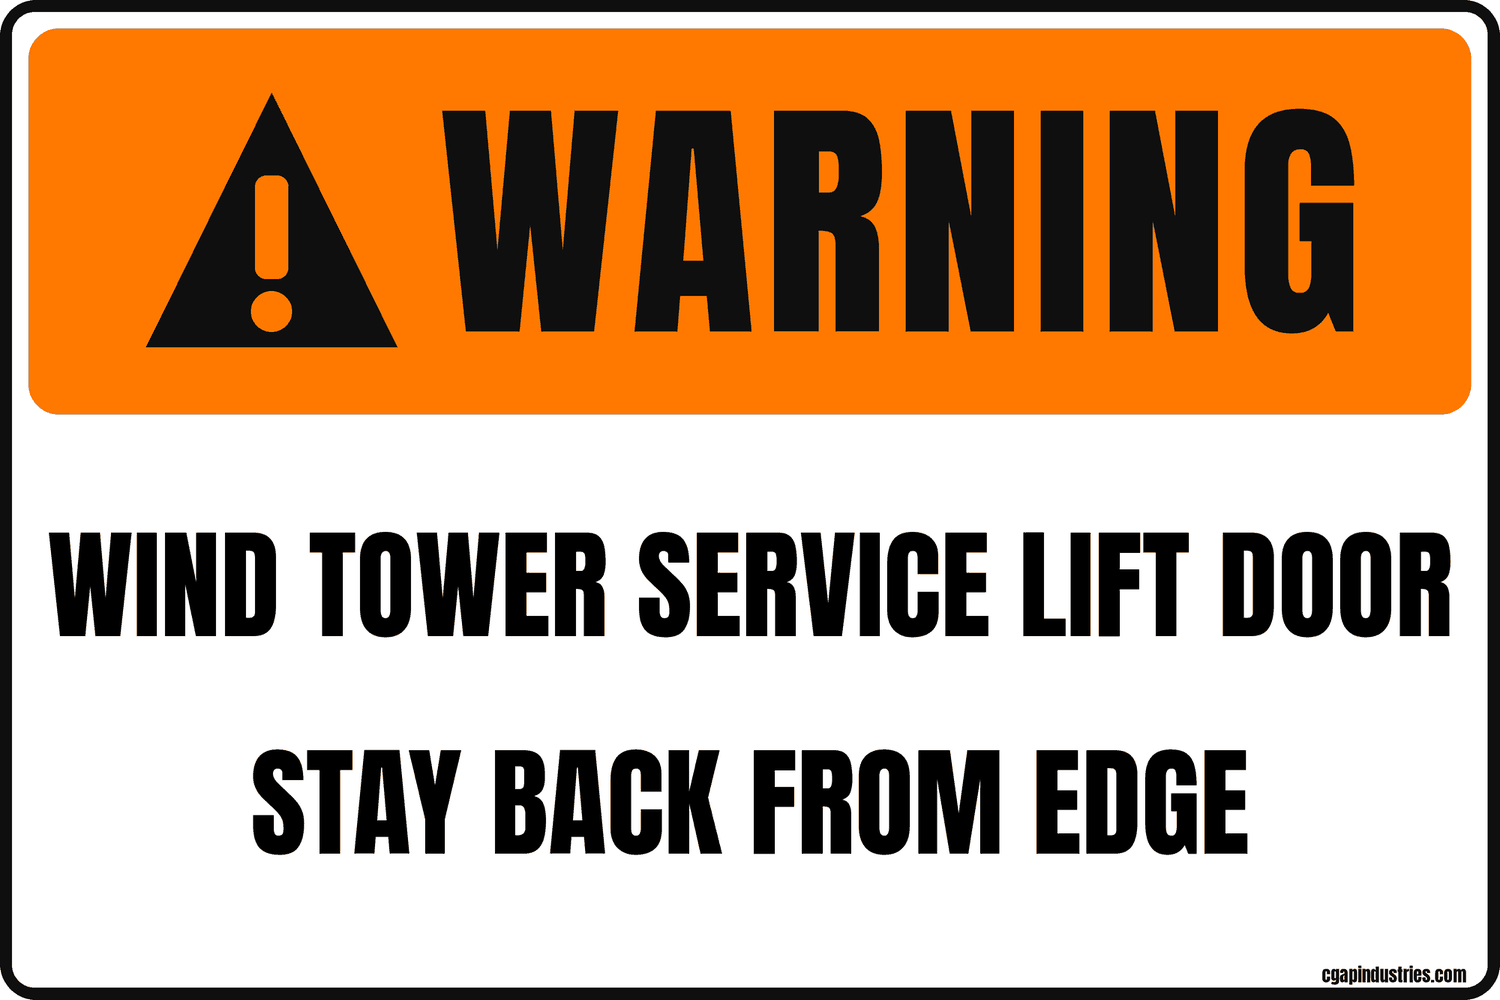 WARNING
WIND TOWER SERVICE LIFT DOOR
STAY BACK FROM EDGE
cgapindustries.com